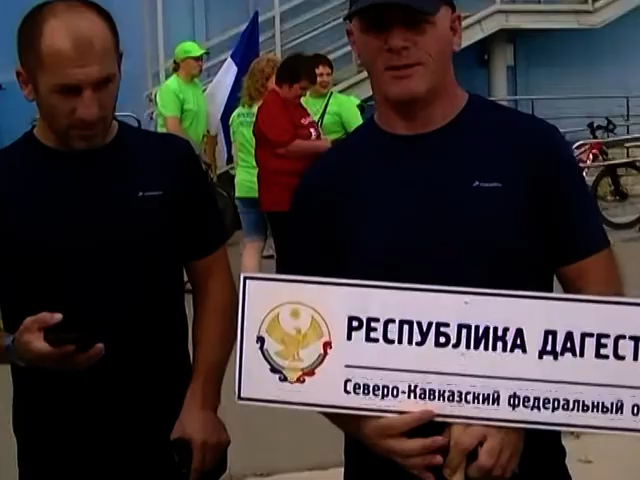 РЕСПУБЛИКА ДАГЕСТ
Северо-Кавказский федеральный о